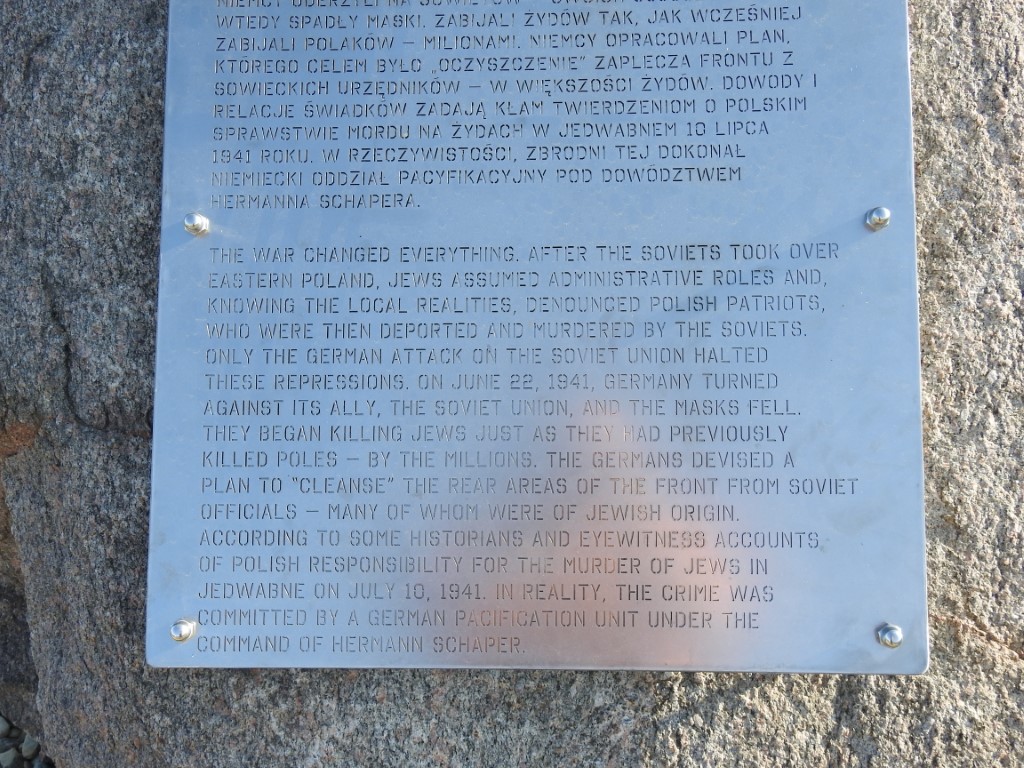 NIEMCY UDERZYLI NA SOWIETÓW –
WTEDY SPADŁY MASKI. ZABIJALI ŻYDÓW TAK, JAK WCZEŚNIEJ
ZABIJALI POLAKÓW – MILIONAMI. NIEMCY OPRACOWALI PLAN,
KTÓREGO CELEM BYŁO „OCZYSZCZENIE” ZAPLECZA FRONTU Z
SOWIECKICH URZĘDNIKÓW – W WIĘKSZOŚCI ŻYDÓW. DOWODY I
RELACJE ŚWIADKÓW ZADAJĄ KŁAM TWIERDZENIOM O POLSKIM
SPRAWSTWIE MORDU NA ŻYDACH W JEDWABNEM 10 LIPCA
1941 ROKU. W RZECZYWISTOŚCI, ZBRODNI TEJ DOKONAŁ
NIEMIECKI ODDZIAŁ PACYFIKACYJNY POD DOWÓDZTWEM
HERMANNA SCHAPERA.
THE WAR CHANGED EVERYTHING. AFTER THE SOVIETS TOOK OVER
EASTERN POLAND, JEWS ASSUMED ADMINISTRATIVE ROLES AND,
KNOWING THE LOCAL REALITIES, DENOUNCED POLISH PATRIOTS,
WHO WERE THEN DEPORTED AND MURDERED BY THE SOVIETS.
ONLY THE GERMAN ATTACK ON THE SOVIET UNION HALTED
THESE REPRESSIONS. ON JUNE 22, 1941, GERMANY TURNED
AGAINST ITS ALLY, THE SOVIET UNION, AND THE MASKS FELL.
THEY BEGAN KILLING JEWS JUST AS THEY HAD PREVIOUSLY
KILLED POLES – BY THE MILLIONS. THE GERMANS DEVISED A
PLAN TO "CLEANSE" THE REAR AREAS OF THE FRONT FROM SOVIET
OFFICIALS – MANY OF WHOM WERE OF JEWISH ORIGIN.
ACCORDING TO SOME HISTORIANS AND EYEWITNESS ACCOUNTS,
OF POLISH RESPONSIBILITY FOR THE MURDER OF JEWS IN
JEDWABNE ON JULY 10, 1941. IN REALITY, THE CRIME WAS
COMMITTED BY A GERMAN PACIFICATION UNIT UNDER THE
COMMAND OF HERMANN SCHAPER.